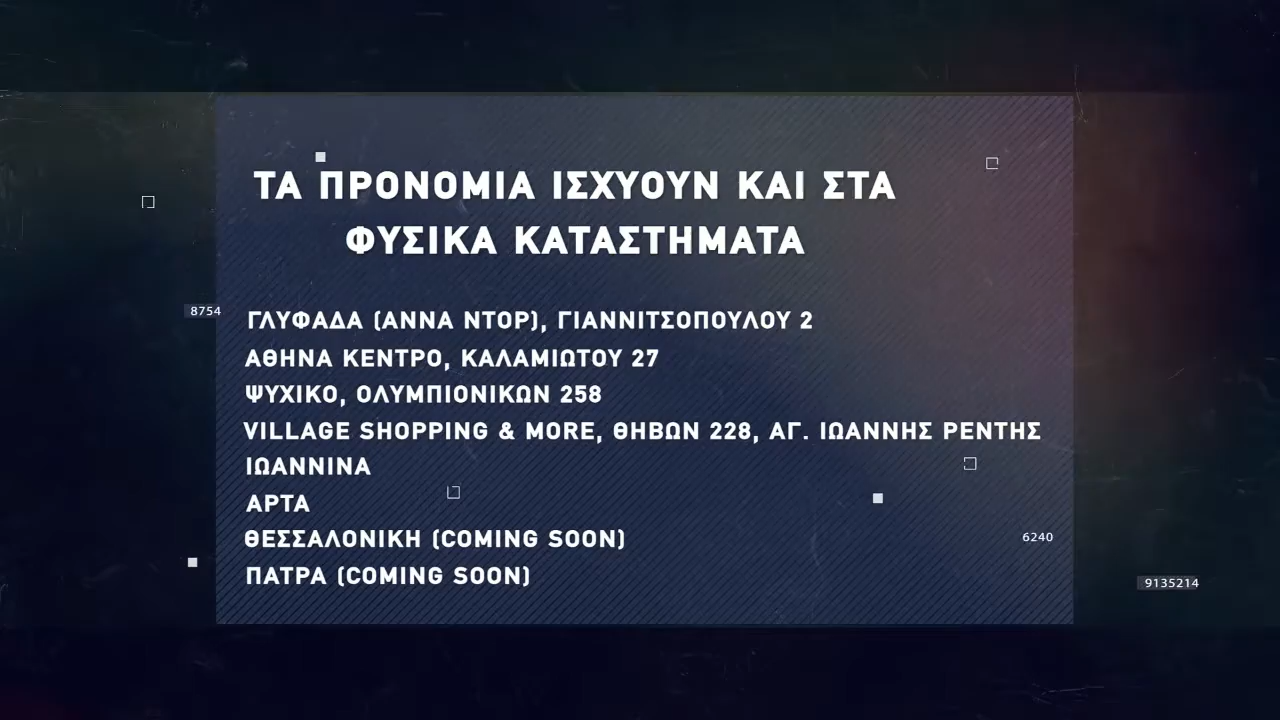 ΤΑ ΠΡΟΝΟΜΙΑ ΙΣΧΥΟΥΝ ΚΑΙ ΣΤΑ
ΦΥΣΙΚΑ ΚΑΤΑΣΤΗΜΑΤΑ
8754
ΓΛΥΦΑΔΑ (ΑΝΝΑ ΝΤΟΡ), ΓΙΑΝΝΙΤΣΟΠΟΥΛΟΥ 2
ΑΘΗΝΑ ΚΕΝΤΡΟ, ΚΑΛΑΜΙΩΤΟΥ 27
ΨΥΧΙΚΟ, ΟΛΥΜΠΙΟΝΙΚΩΝ 258
VILLAGE SHOPPING & MORE, ΘΗΒΩΝ 228, ΑΓ. ΙΩΑΝΝΗΣ ΡΕΝΤΗΣ
ΙΩΑΝΝΙΝΑ
ΑΡΤΑ
ΘΕΣΣΑΛΟΝΙΚΗ (COMING SOON)
6240
ΠΑΤΡΑ (COMING SOON)
9135214